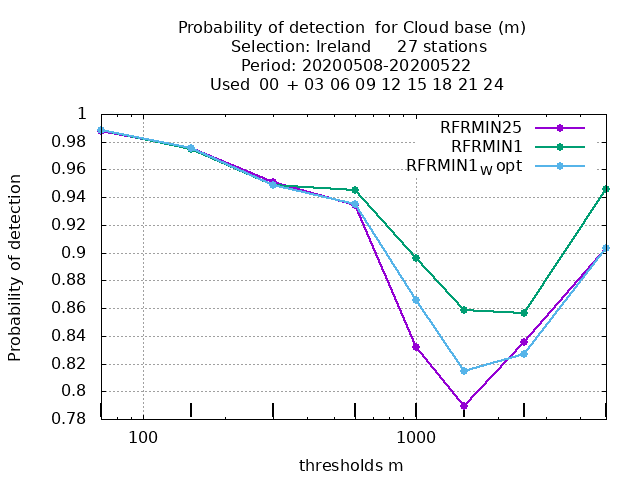 Probability of detection  for Cloud base (m)
Selection: Ireland     27 stations
Period: 20200508-20200522
Used  00 + 03 06 09 12 15 18 21 24
RFRMIN25
RFRMIN1
RFRMIN1W opt
1
0.98
0.96
0.94
0.92
0.9
0.88
0.86
0.84
0.82
0.8
0.78
Probability of detection
100
1000
thresholds m